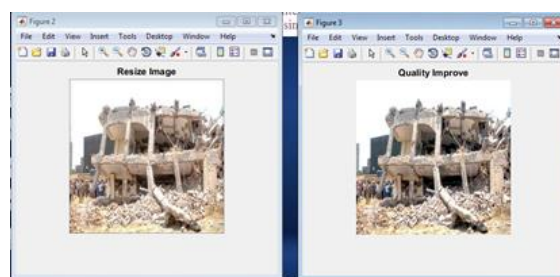 Figure 2
File Edit View Insert Tools Desktop Window Help
Resize Image
sin
Figure 3
File Edit View Insert Tools Desktop Window Help
Quality Improve